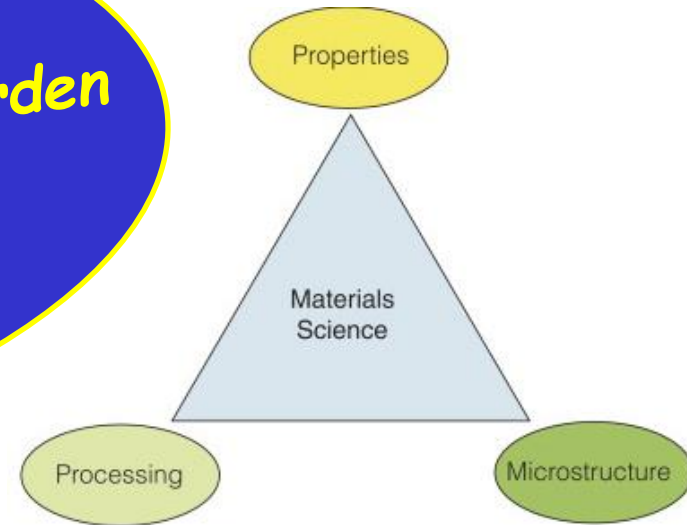 Properties
Materials
Science
Processing
Microstructure